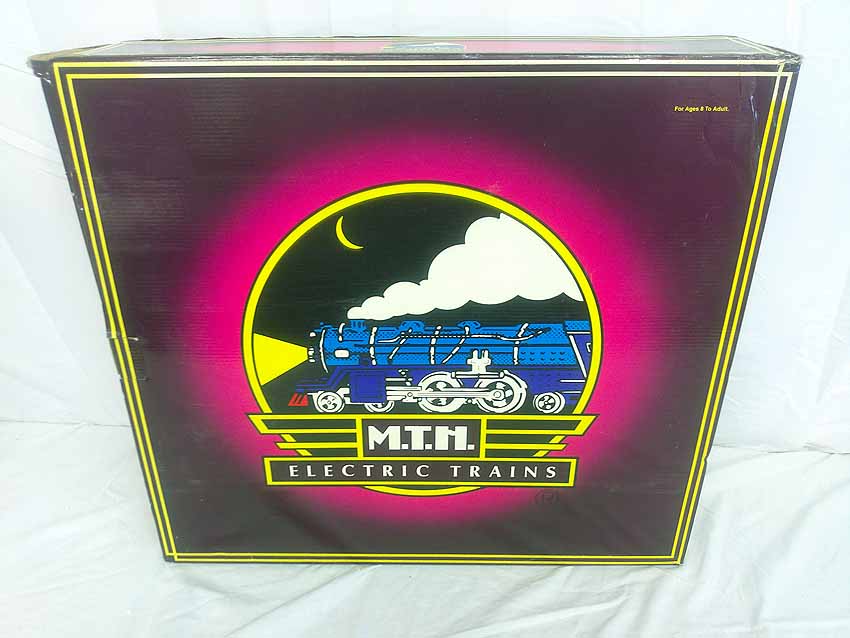 For Ages 8 To Adult.
M.T.H.
ELECTRIC TRAINS
(R)